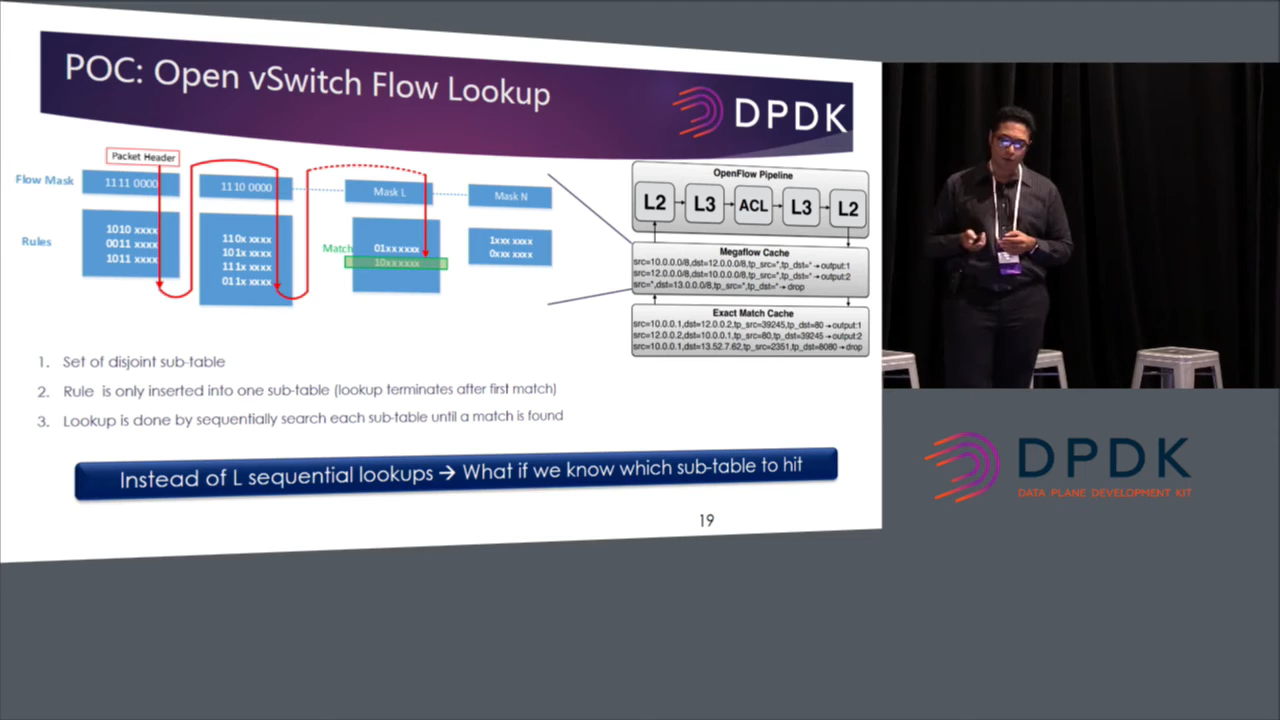 POC: Open vSwitch Flow Lookup
DPDK
Packet Header
Flow Mask
1111 0000
1110 0000
Mask L
Mask N
Rules
1010 xxxx
0011 xxxx
1011 xxxx
110x xxxx
101x xxxx
111x xxxx
011x xxxx
Match
01xx xxxx
10xx xxxx
1xxx xxxx
0xxx xxxx
OpenFlow Pipeline
L2 L3 ACL L3 L2
Megaflow Cache
src=10.0.0.0/8,dst=12.0.0.0/8,tp_src=*,tp_dst=* → output:1
src=12.0.0.0/8,dst=10.0.0.0/8,tp_src=*,tp_dst=* → output:2
src=*,dst=13.0.0.0/8,tp_src=*,tp_dst=* → drop
Exact Match Cache
src=10.0.0.1,dst=12.0.0.2,tp_src=39245,tp_dst=80 → output:1
src=12.0.0.2,dst=10.0.0.1,tp_src=80,tp_dst=39245 → output:2
src=10.0.0.1,dst=13.52.7.62,tp_src=2351,tp_dst=8080 → drop
1. Set of disjoint sub-table
2. Rule is only inserted into one sub-table (lookup terminates after first match)
3. Lookup is done by sequentially search each sub-table until a match is found
Instead of L sequential lookups → What if we know which sub-table to hit
19
DPDK
DATA PLANE DEVELOPMENT KIT